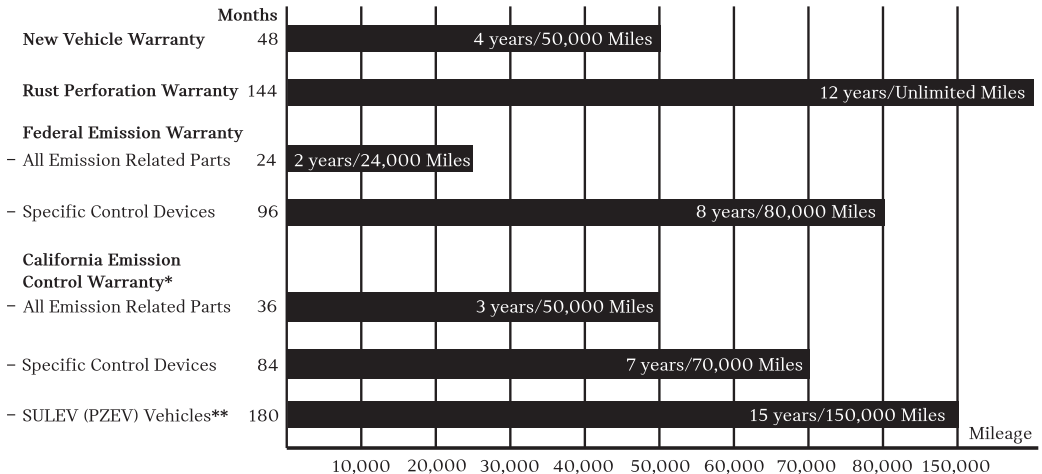 Months
New Vehicle Warranty 48 4 years/50,000 Miles
Rust Perforation Warranty 144 12 years/Unlimited Miles
Federal Emission Warranty
– All Emission Related Parts 24 2 years/24,000 Miles
– Specific Control Devices 96 8 years/80,000 Miles
California Emission
Control Warranty*
– All Emission Related Parts 36 3 years/50,000 Miles
– Specific Control Devices 84 7 years/70,000 Miles
– SULEV (PZEV) Vehicles** 180 15 years/150,000 Miles
Mileage
10,000 20,000 30,000 40,000 50,000 60,000 70,000 80,000 150,000